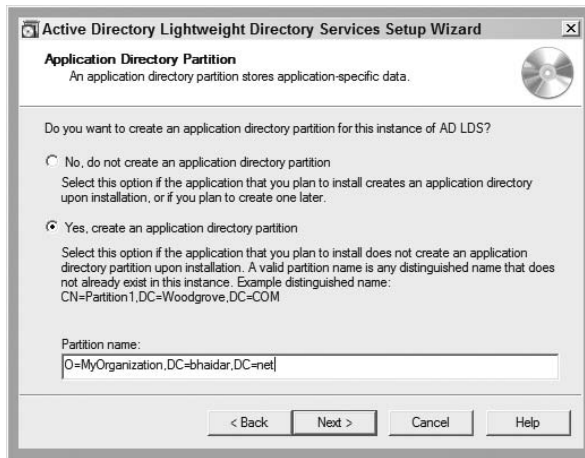 Active Directory Lightweight Directory Services Setup Wizard
Application Directory Partition
An application directory partition stores application-specific data.
Do you want to create an application directory partition for this instance of AD LDS?
No, do not create an application directory partition
Select this option if the application that you plan to install creates an application directory
upon installation, or if you plan to create one later.
Yes, create an application directory partition
Select this option if the application that you plan to install does not create an application
directory partition upon installation. A valid partition name is any distinguished name that does
not already exist in this instance. Example distinguished name:
CN=Partition1,DC=Woodgrove,DC=COM
Partition name:
O=MyOrganization,DC=bhaidar,DC=net
< Back Next > Cancel Help